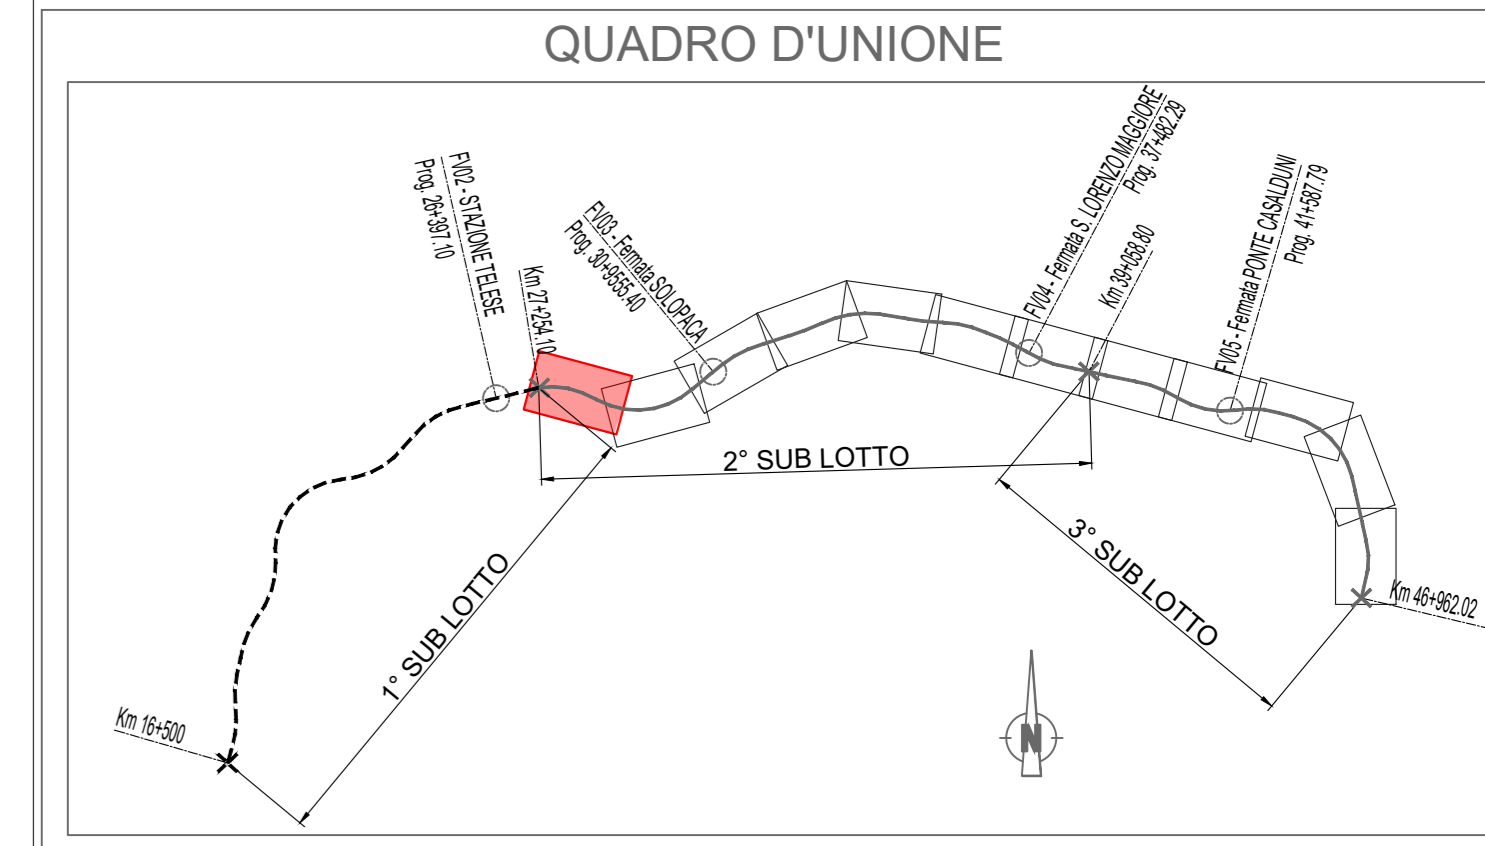 QUADRO D'UNIONE
FV02 - STAZIONE TELESE
Prog. 26+397.10
Km 27+254.10
FV03 - Fermata SOLOPACA
Prog. 30+9555.40
FV04 - Fermata S. LORENZO MAGGIORE
Prog. 37+482.29
Km 39+058.80
FV05 - Fermata PONTE CASALDUNI
Prog. 41+587.79
2° SUB LOTTO
1° SUB LOTTO
3° SUB LOTTO
Km 46+962.02
Km 16+500
N